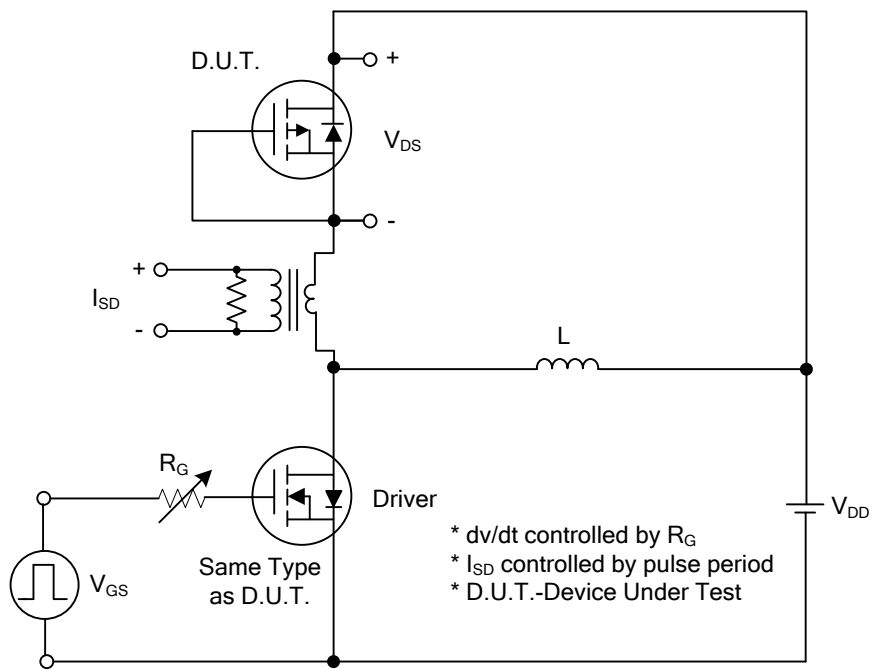 D.U.T.
+
V_DS
-
+
I_SD
-
L
R_G
Driver
V_DD
V_GS
Same Type
as D.U.T.
* dv/dt controlled by R_G
* I_SD controlled by pulse period
* D.U.T.-Device Under Test